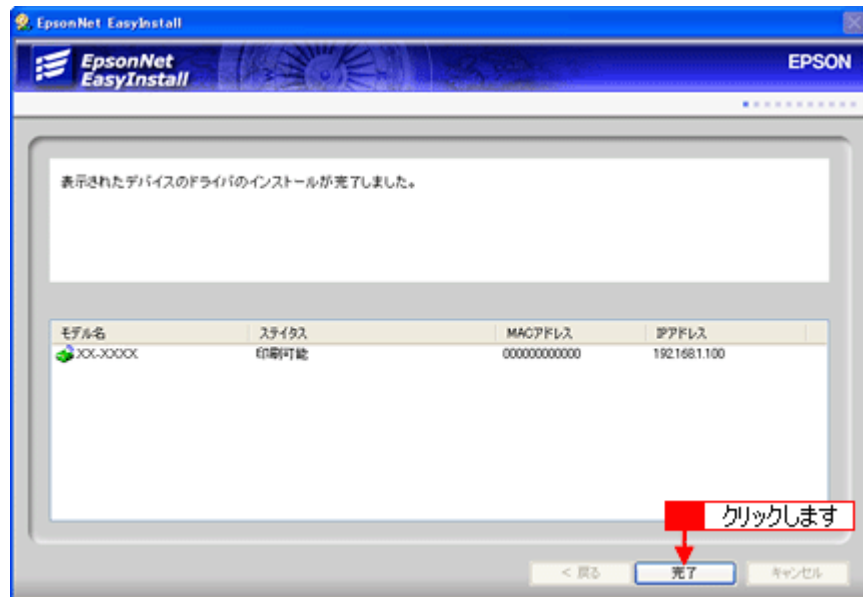 EpsonNet EasyInstall
EpsonNet
EasyInstall
EPSON
表示されたデバイスのドライバのインストールが完了しました。
モデル名 ステイタス MACアドレス IPアドレス
XX-XXXX 印刷可能 000000000000 192.168.1.100
クリックします
< 戻る 完了 キャンセル